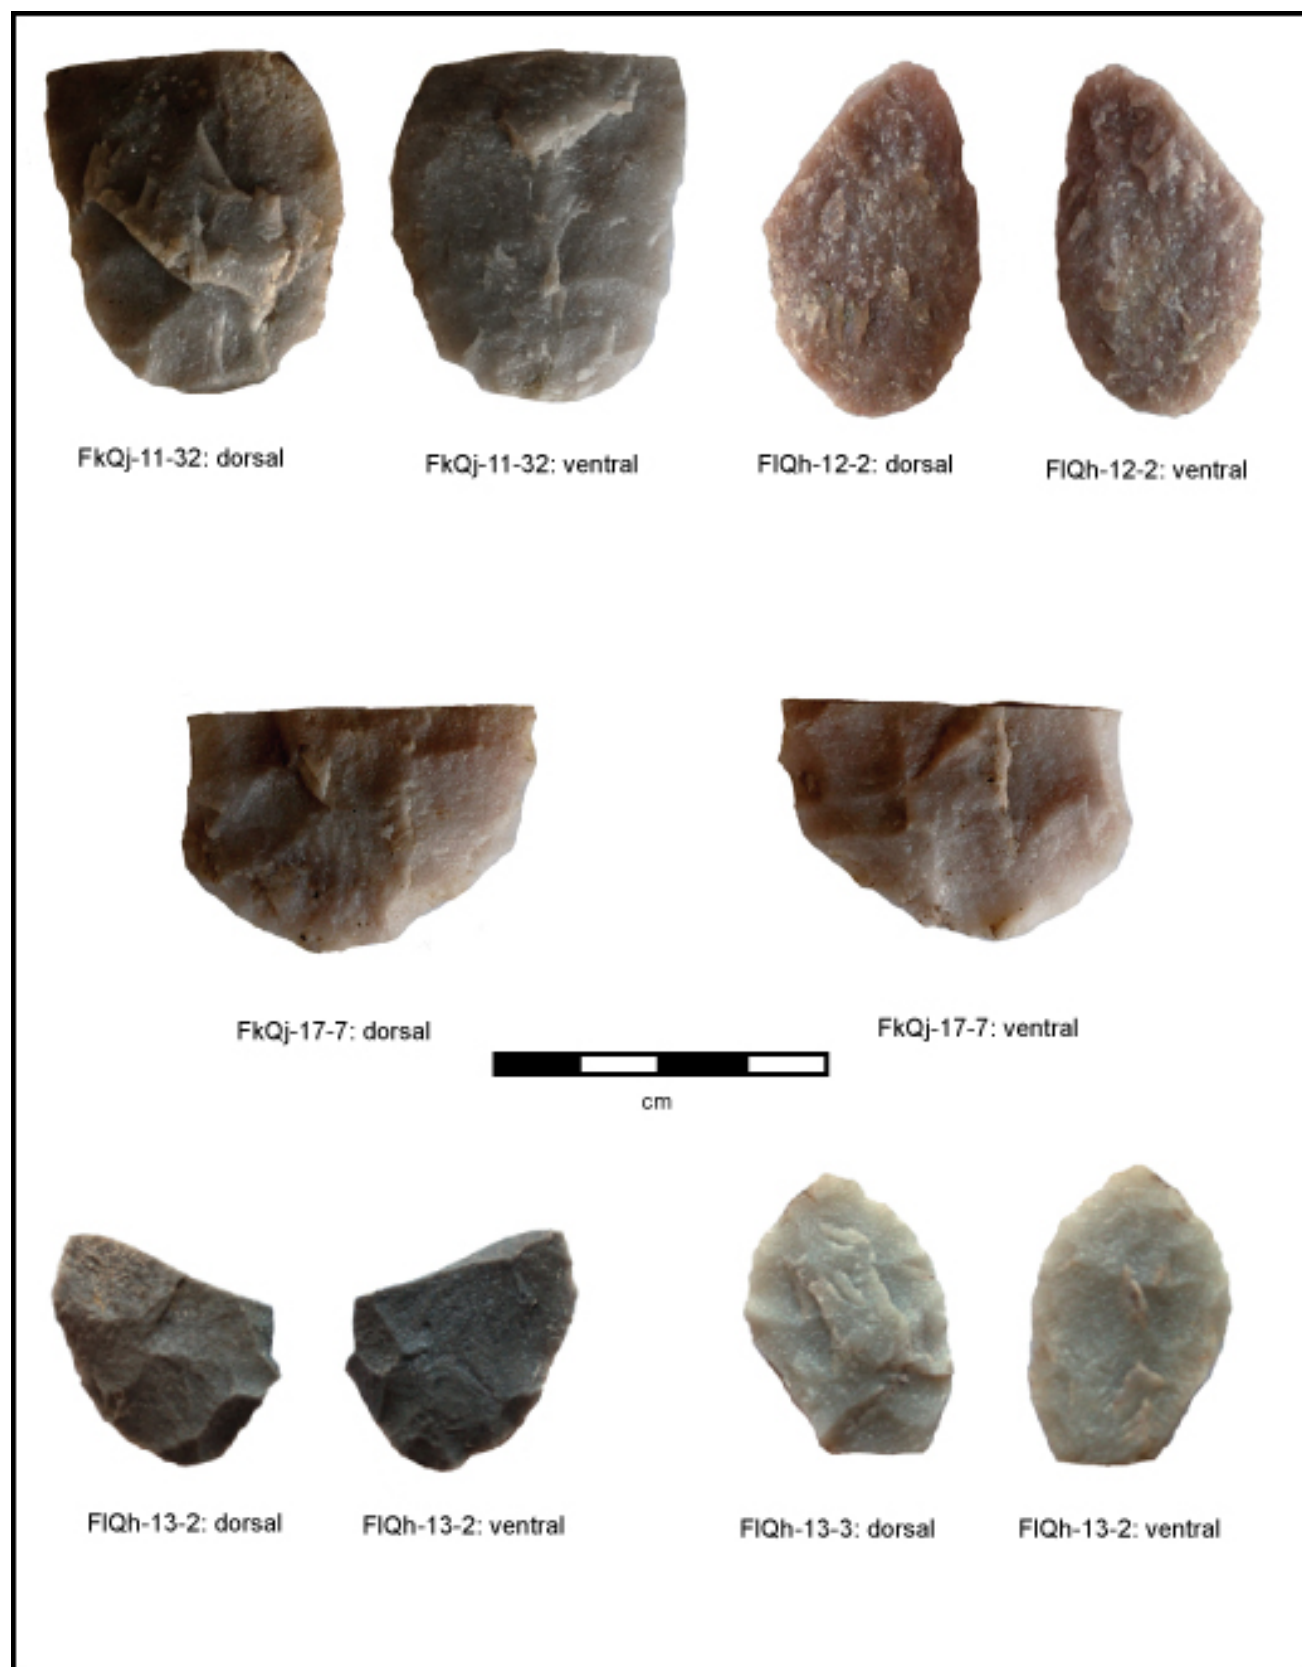 FkQj-11-32: dorsal
FkQj-11-32: ventral
FlQh-12-2: dorsal
FlQh-12-2: ventral
FkQj-17-7: dorsal
FkQj-17-7: ventral
cm
FlQh-13-2: dorsal
FlQh-13-2: ventral
FlQh-13-3: dorsal
FlQh-13-2: ventral